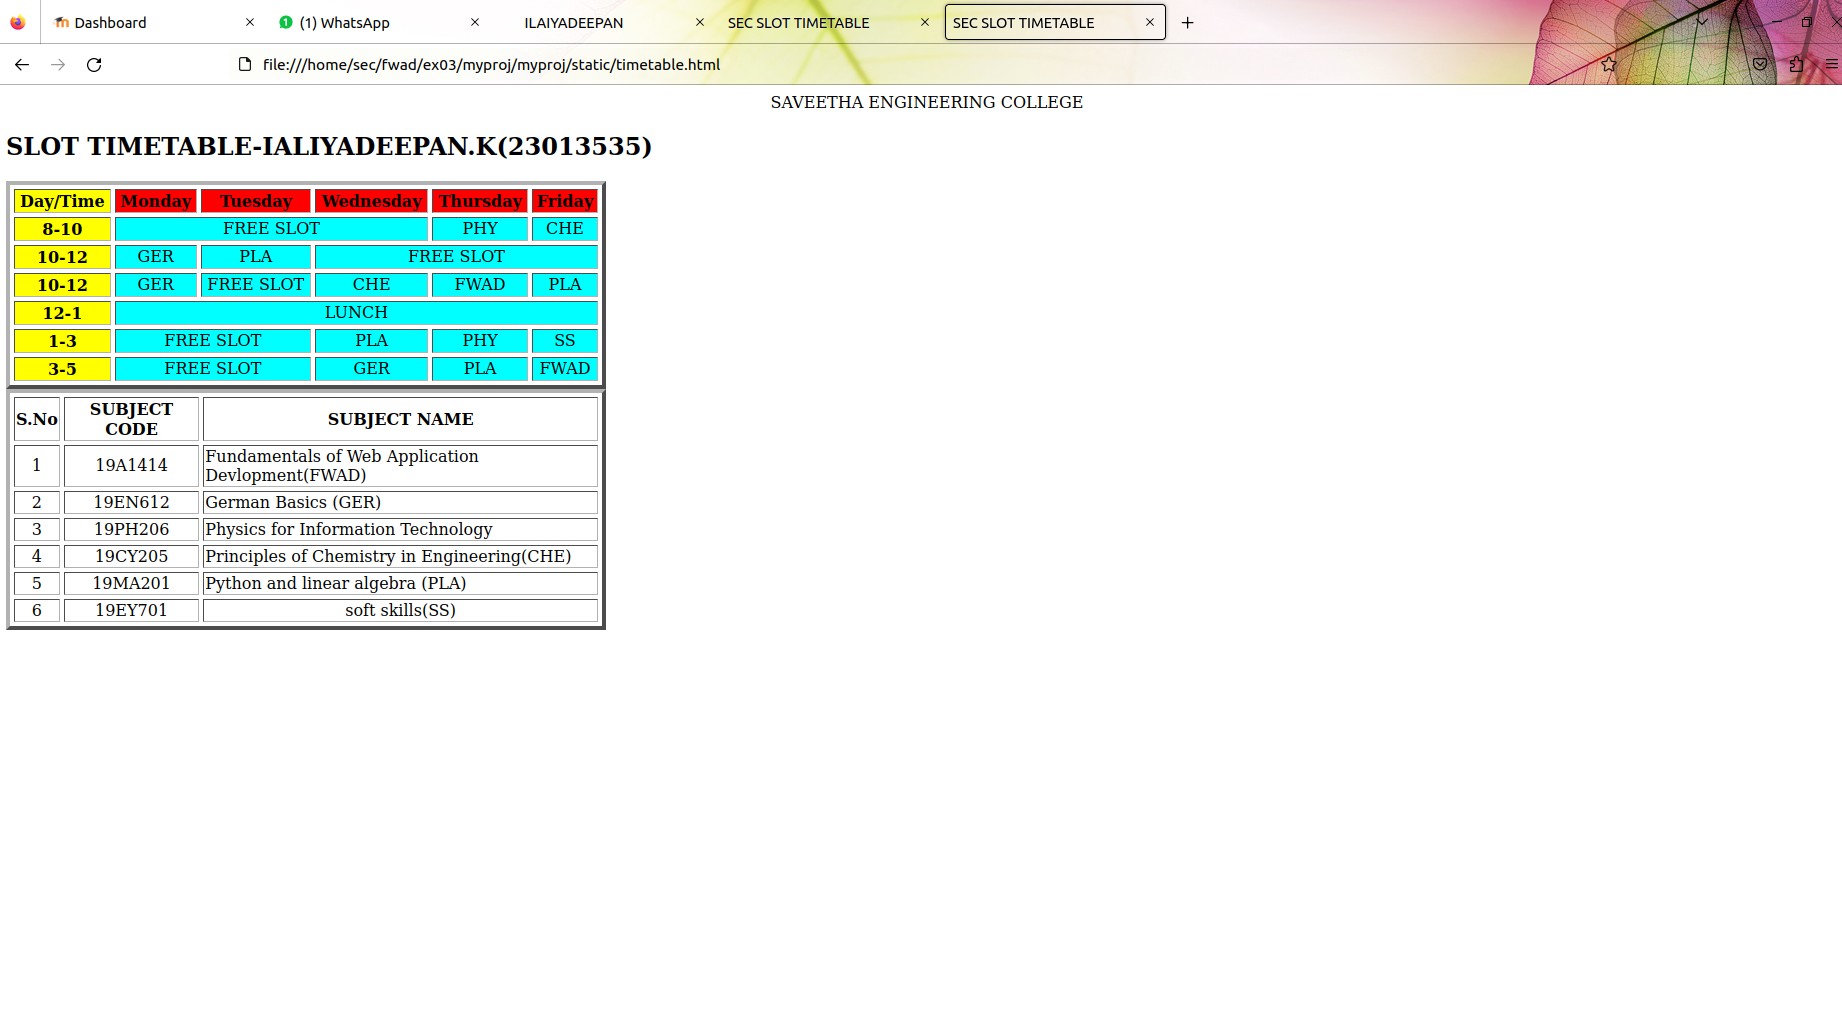 Dashboard (1) WhatsApp ILAIYADEEPAN SEC SLOT TIMETABLE SEC SLOT TIMETABLE
file:///home/sec/fwad/ex03/myproj/myproj/static/timetable.html
SAVEETHA ENGINEERING COLLEGE
SLOT TIMETABLE-IALIYADEEPAN.K(23013535)
Day/Time Monday Tuesday Wednesday Thursday Friday
8-10 FREE SLOT PHY CHE
10-12 GER PLA FREE SLOT
10-12 GER FREE SLOT CHE FWAD PLA
12-1 LUNCH
1-3 FREE SLOT PLA PHY SS
3-5 FREE SLOT GER PLA FWAD
S.No SUBJECT CODE SUBJECT NAME
1 19A1414 Fundamentals of Web Application
Devlopment(FWAD)
2 19EN612 German Basics (GER)
3 19PH206 Physics for Information Technology
4 19CY205 Principles of Chemistry in Engineering(CHE)
5 19MA201 Python and linear algebra (PLA)
6 19EY701 soft skills(SS)